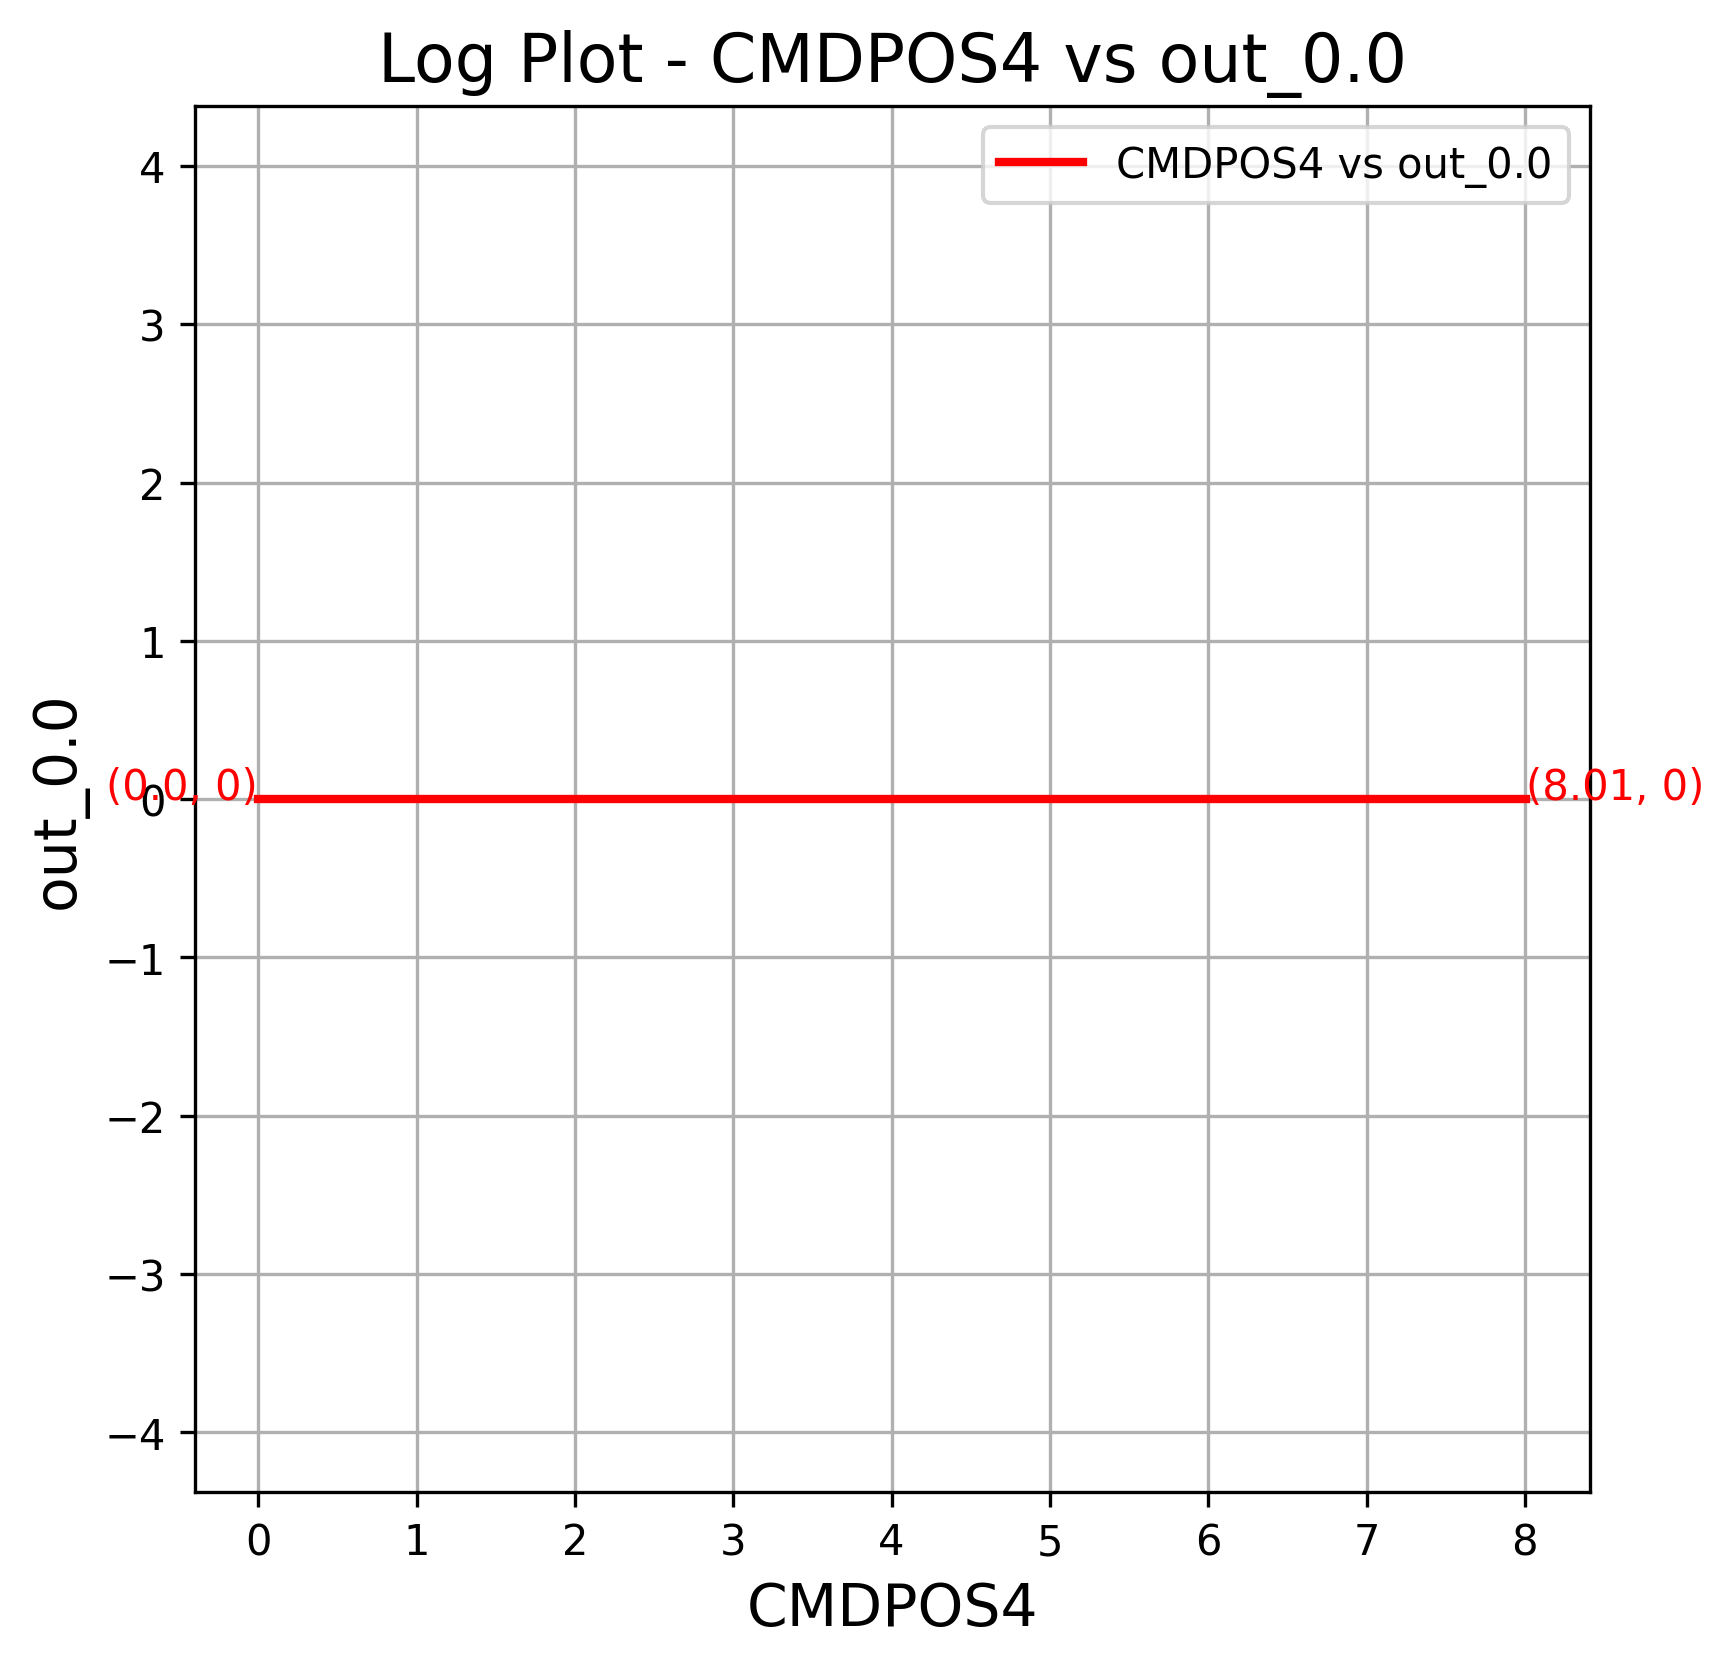 Log Plot - CMDPOS4 vs out_0.0
CMDPOS4 vs out_0.0
4
3
2
1
0
−1
−2
−3
−4
out_0.0
(0.0, 0)
(8.01, 0)
0 1 2 3 4 5 6 7 8
CMDPOS4